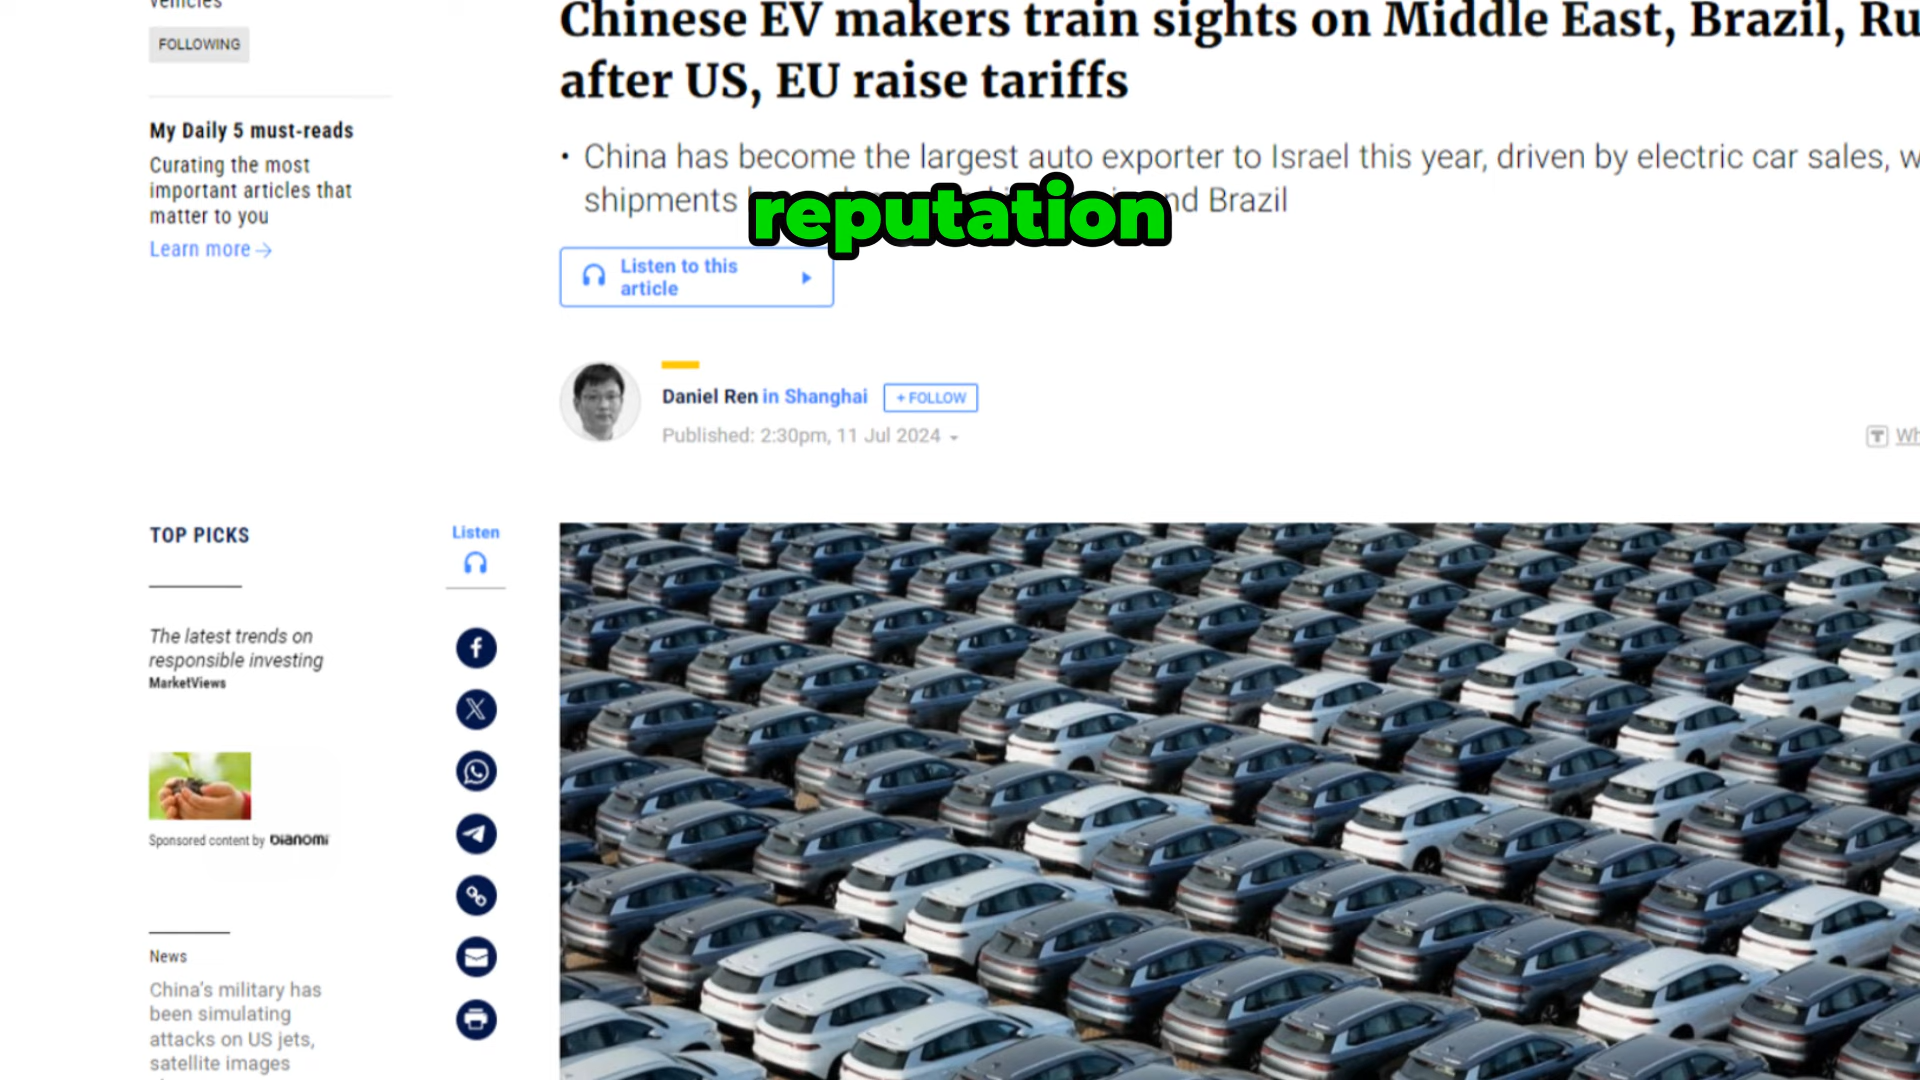 vehicles
FOLLOWING
My Daily 5 must-reads
Curating the most
important articles that
matter to you
Learn more
Chinese EV makers train sights on Middle East, Brazil, Ru
after US, EU raise tariffs
• China has become the largest auto exporter to Israel this year, driven by electric car sales, w
shipments nd Brazil
reputation
Listen to this
article
Daniel Ren in Shanghai + FOLLOW
Published: 2:30pm, 11 Jul 2024
Wh
TOP PICKS
Listen
The latest trends on
responsible investing
MarketViews
Sponsored content by Dianomi
News
China's military has
been simulating
attacks on US jets,
satellite images